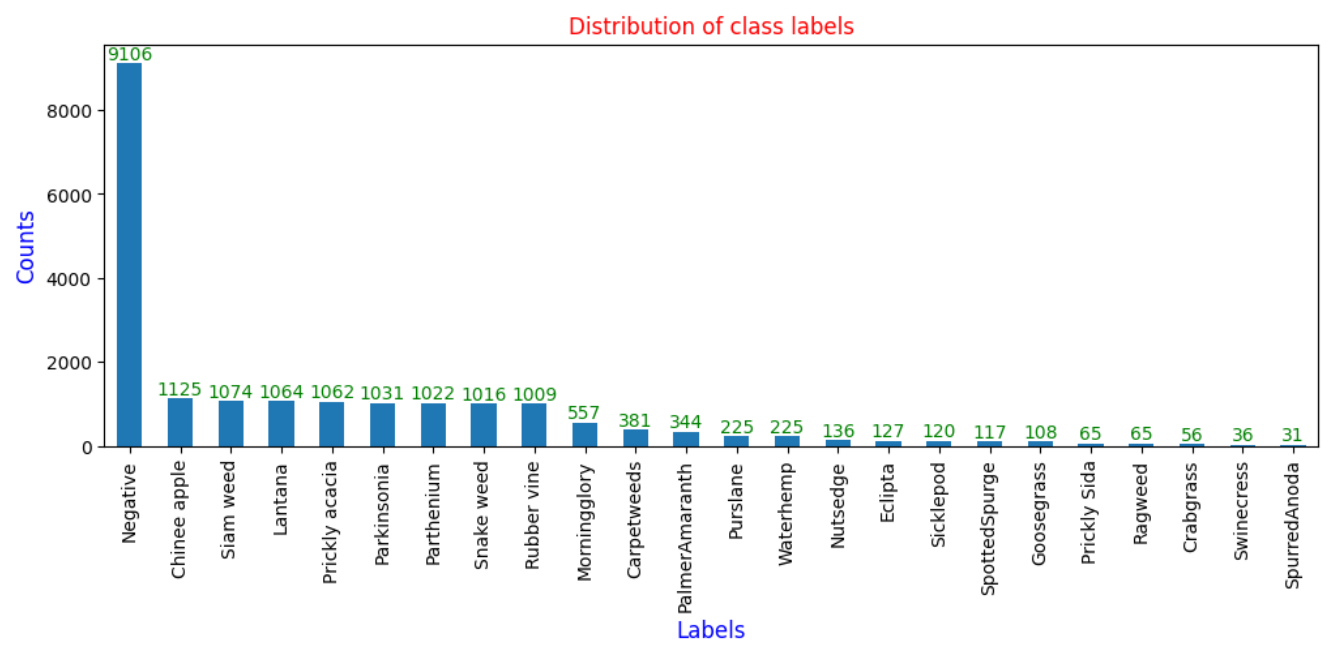 Distribution of class labels
9106
8000
6000
4000
2000
0
Counts
1125 1074 1064 1062 1031 1022 1016 1009 557 381 344 225 225 136 127 120 117 108 65 65 56 36 31
Negative
Chinee apple
Siam weed
Lantana
Prickly acacia
Parkinsonia
Parthenium
Snake weed
Rubber vine
Morningglory
Carpetweeds
PalmerAmaranth
Purslane
Waterhemp
Nutsedge
Eclipta
Sicklepod
SpottedSpurge
Goosegrass
Prickly Sida
Ragweed
Crabgrass
Swinecress
SpurredAnoda
Labels